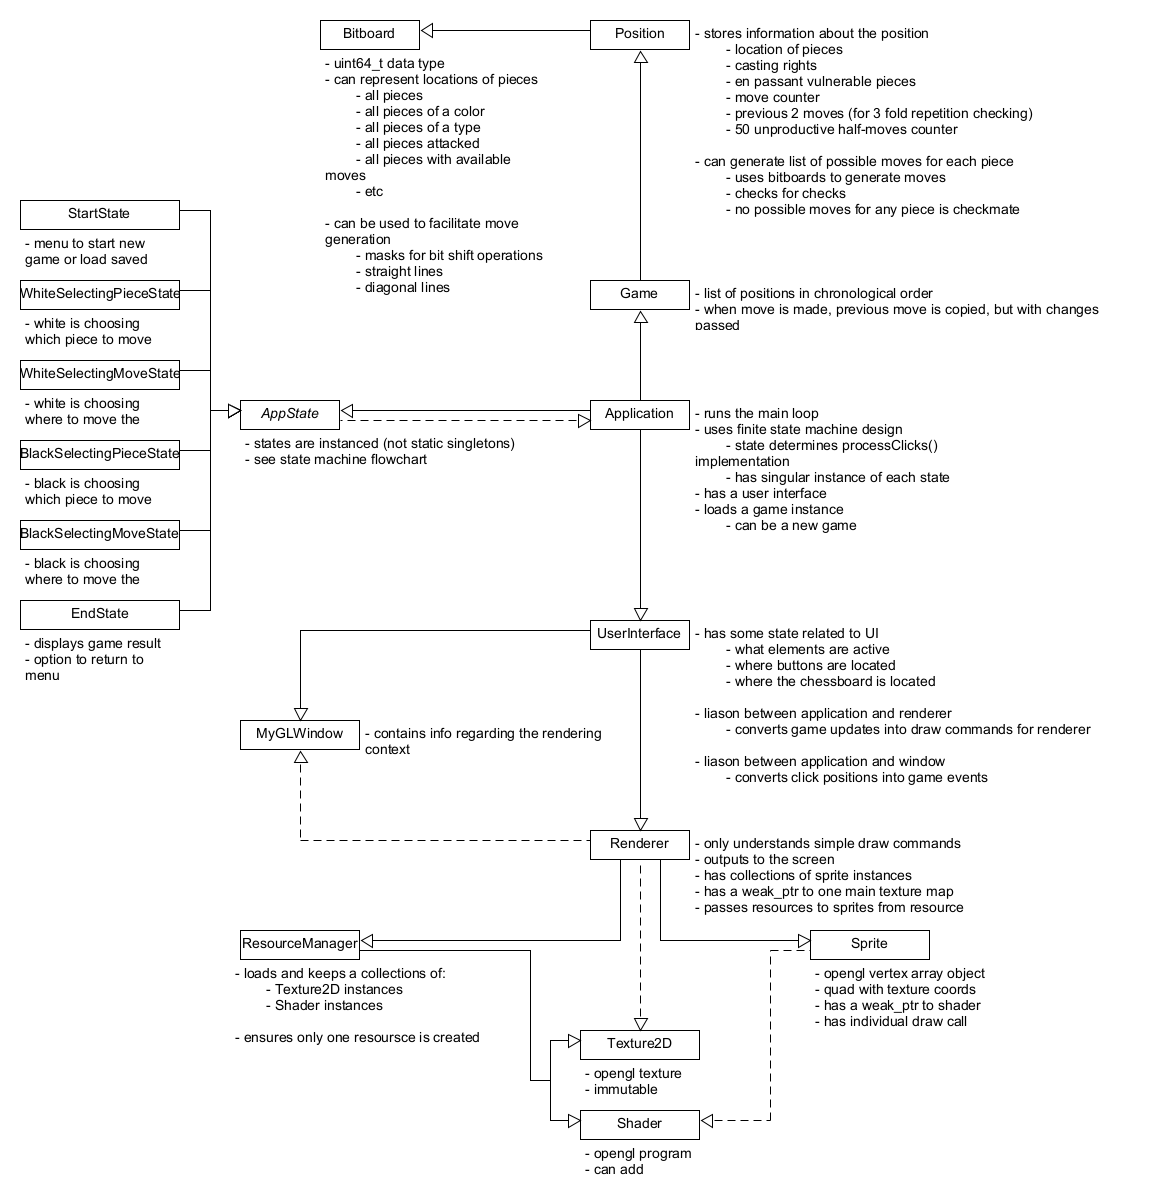 Bitboard
- uint64_t data type
- can represent locations of pieces
- all pieces
- all pieces of a color
- all pieces of a type
- all pieces attacked
- all pieces with available
moves
- etc
- can be used to facilitate move
generation
- masks for bit shift operations
- straight lines
- diagonal lines
Position
- stores information about the position
- location of pieces
- casting rights
- en passant vulnerable pieces
- move counter
- previous 2 moves (for 3 fold repetition checking)
- 50 unproductive half-moves counter
- can generate list of possible moves for each piece
- uses bitboards to generate moves
- checks for checks
- no possible moves for any piece is checkmate
StartState
- menu to start new
game or load saved
WhiteSelectingPieceState
- white is choosing
which piece to move
WhiteSelectingMoveState
- white is choosing
where to move the
BlackSelectingPieceState
- black is choosing
which piece to move
BlackSelectingMoveState
- black is choosing
where to move the
EndState
- displays game result
- option to return to
menu
Game
- list of positions in chronological order
- when move is made, previous move is copied, but with changes
passed
AppState
- states are instanced (not static singletons)
- see state machine flowchart
Application
- runs the main loop
- uses finite state machine design
- state determines processClicks()
implementation
- has singular instance of each state
- has a user interface
- loads a game instance
- can be a new game
UserInterface
- has some state related to UI
- what elements are active
- where buttons are located
- where the chessboard is located
- liason between application and renderer
- converts game updates into draw commands for renderer
- liason between application and window
- converts click positions into game events
MyGLWindow
- contains info regarding the rendering
context
Renderer
- only understands simple draw commands
- outputs to the screen
- has collections of sprite instances
- has a weak_ptr to one main texture map
- passes resources to sprites from resource
ResourceManager
- loads and keeps a collections of:
- Texture2D instances
- Shader instances
- ensures only one resoursce is created
Sprite
- opengl vertex array object
- quad with texture coords
- has a weak_ptr to shader
- has individual draw call
Texture2D
- opengl texture
- immutable
Shader
- opengl program
- can add